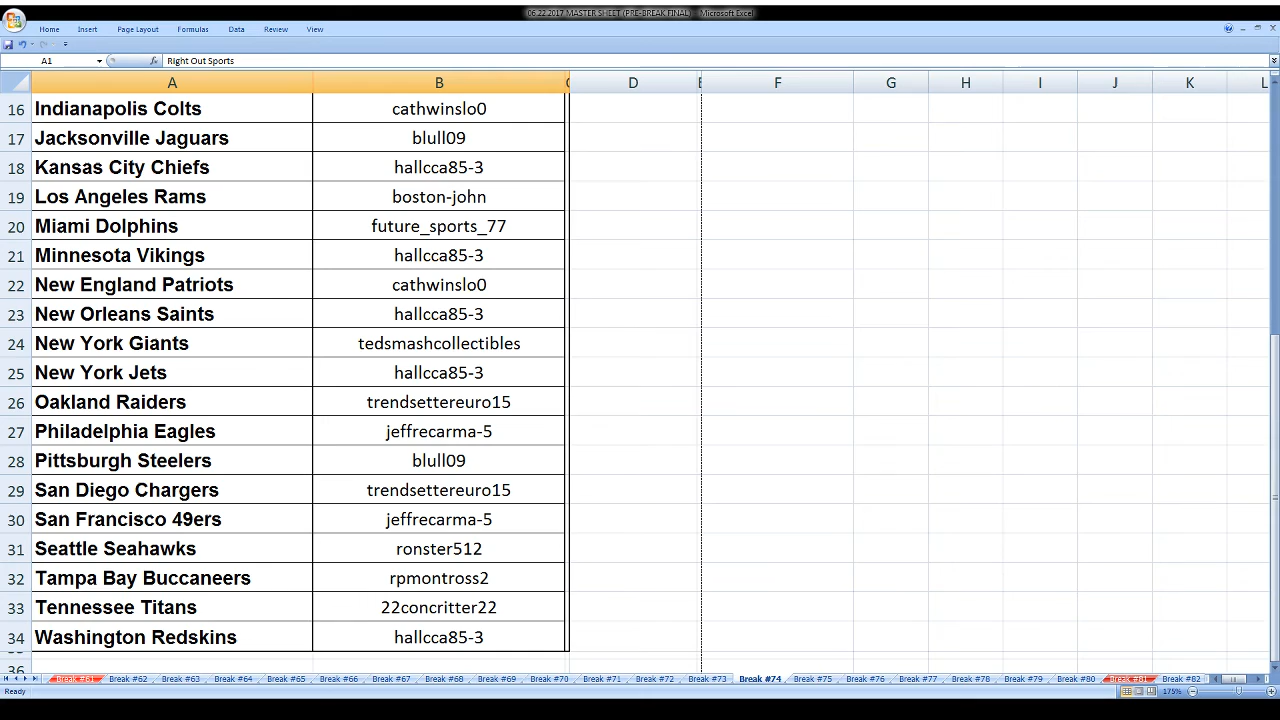 06.22.2017 MASTER SHEET (PRE-BREAK FINAL) - Microsoft Excel
Home Insert Page Layout Formulas Data Review View
A1 fx Right Out Sports
A B C D E F G H I J K L
16 Indianapolis Colts cathwinslo0
17 Jacksonville Jaguars blull09
18 Kansas City Chiefs hallcca85-3
19 Los Angeles Rams boston-john
20 Miami Dolphins future_sports_77
21 Minnesota Vikings hallcca85-3
22 New England Patriots cathwinslo0
23 New Orleans Saints hallcca85-3
24 New York Giants tedsmashcollectibles
25 New York Jets hallcca85-3
26 Oakland Raiders trendsettereuro15
27 Philadelphia Eagles jeffrecarma-5
28 Pittsburgh Steelers blull09
29 San Diego Chargers trendsettereuro15
30 San Francisco 49ers jeffrecarma-5
31 Seattle Seahawks ronster512
32 Tampa Bay Buccaneers rpmontross2
33 Tennessee Titans 22concritter22
34 Washington Redskins hallcca85-3
36
Break #61 Break #62 Break #63 Break #64 Break #65 Break #66 Break #67 Break #68 Break #69 Break #70 Break #71 Break #72 Break #73 Break #74 Break #75 Break #76 Break #77 Break #78 Break #79 Break #80 Break #81 Break #82
Ready 175%